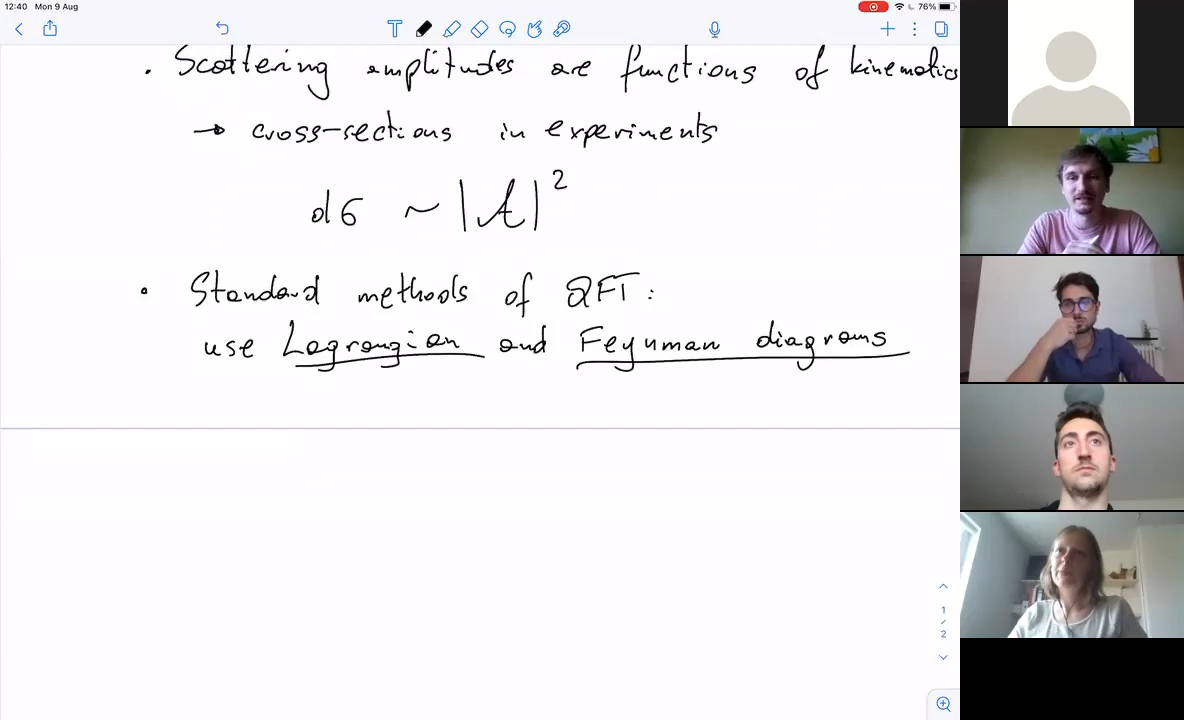 12:40 Mon 9 Aug
76%
. Scattering amplitudes are functions of kinematics
→ cross-sections in experiments
dσ ~ |A|²
• Standard methods of QFT:
use Lagrangian and Feynman diagrams
1
/
2